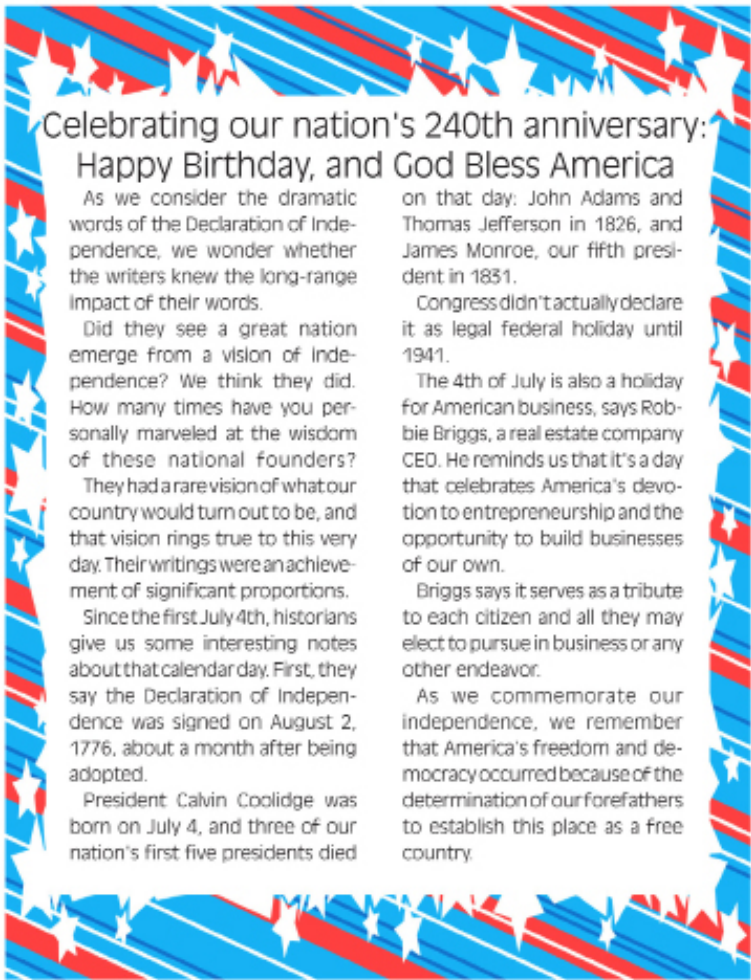 Celebrating our nation's 240th anniversary:
Happy Birthday, and God Bless America
As we consider the dramatic
words of the Declaration of Inde-
pendence, we wonder whether
the writers knew the long-range
impact of their words.
Did they see a great nation
emerge from a vision of inde-
pendence? We think they did.
How many times have you per-
sonally marveled at the wisdom
of these national founders?
They had a rare vision of what our
country would turn out to be, and
that vision rings true to this very
day. Their writings were an achieve-
ment of significant proportions.
Since the first July 4th, historians
give us some interesting notes
about that calendar day. First, they
say the Declaration of Indepen-
dence was signed on August 2,
1776, about a month after being
adopted.
President Calvin Coolidge was
born on July 4, and three of our
nation's first five presidents died
on that day: John Adams and
Thomas Jefferson in 1826, and
James Monroe, our fifth presi-
dent in 1831.
Congress didn't actually declare
it as legal federal holiday until
1941.
The 4th of July is also a holiday
for American business, says Rob-
bie Briggs, a real estate company
CEO. He reminds us that it's a day
that celebrates America's devo-
tion to entrepreneurship and the
opportunity to build businesses
of our own.
Briggs says it serves as a tribute
to each citizen and all they may
elect to pursue in business or any
other endeavor.
As we commemorate our
independence, we remember
that America's freedom and de-
mocracy occurred because of the
determination of our forefathers
to establish this place as a free
country.